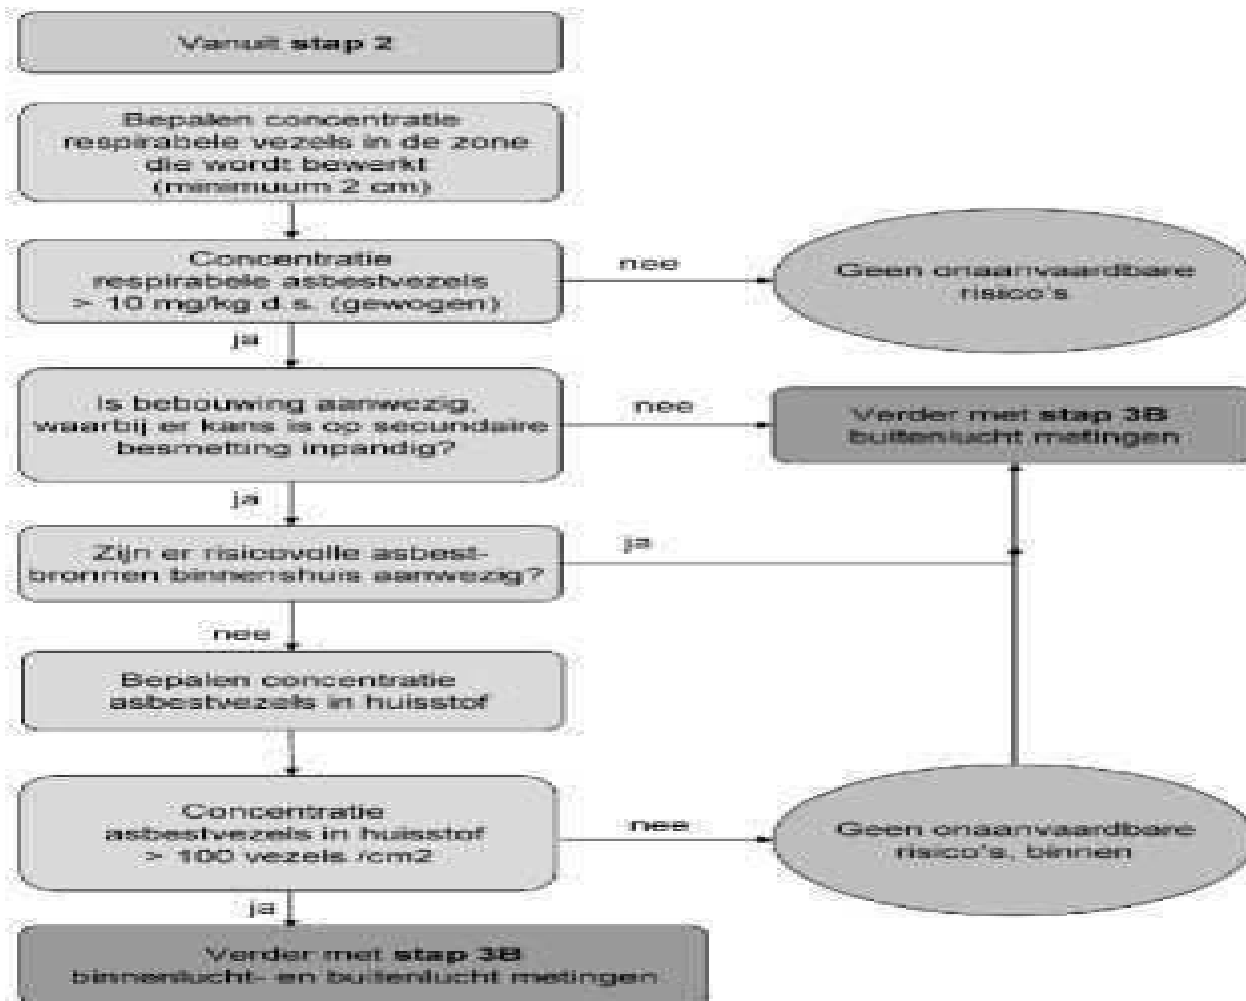 Vanuit stap 2
Bepalen concentratie
respirabele vezels in de zone
die wordt bewerkt
(minimuum 2 cm)
Concentratie
respirabele asbestvezels
> 10 mg/kg d.s. (gewogen)
nee
Geen onaanvaardbare
risico's
ja
Is bebouwing aanwezig,
waarbij er kans is op secundaire
besmetting inpandig?
nee
Verder met stap 3B
buitenlucht metingen
ja
Zijn er risicovolle asbest-
bronnen binnenshuis aanwezig?
ja
nee
Bepalen concentratie
asbestvezels in huisstof
Concentratie
asbestvezels in huisstof
> 100 vezels /cm2
nee
Geen onaanvaardbare
risico's, binnen
ja
Verder met stap 3B
binnenlucht- en buitenlucht metingen